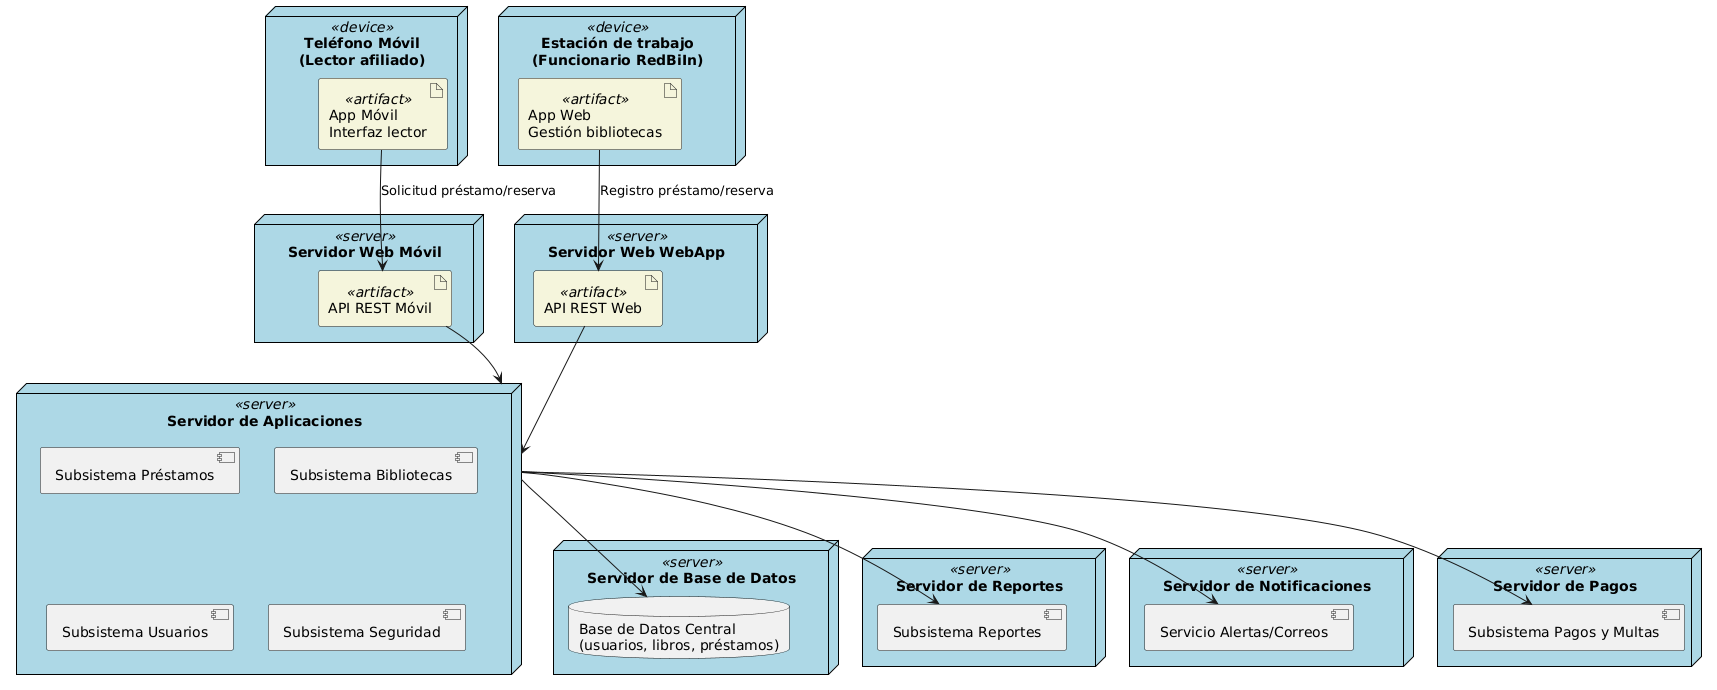 «device»
Teléfono Móvil
(Lector afiliado)
«artifact»
App Móvil
Interfaz lector
«device»
Estación de trabajo
(Funcionario RedBiIn)
«artifact»
App Web
Gestión bibliotecas
Solicitud préstamo/reserva
Registro préstamo/reserva
«server»
Servidor Web Móvil
«artifact»
API REST Móvil
«server»
Servidor Web WebApp
«artifact»
API REST Web
«server»
Servidor de Aplicaciones
Subsistema Préstamos
Subsistema Bibliotecas
Subsistema Usuarios
Subsistema Seguridad
«server»
Servidor de Base de Datos
Base de Datos Central
(usuarios, libros, préstamos)
«server»
Servidor de Reportes
Subsistema Reportes
«server»
Servidor de Notificaciones
Servicio Alertas/Correos
«server»
Servidor de Pagos
Subsistema Pagos y Multas